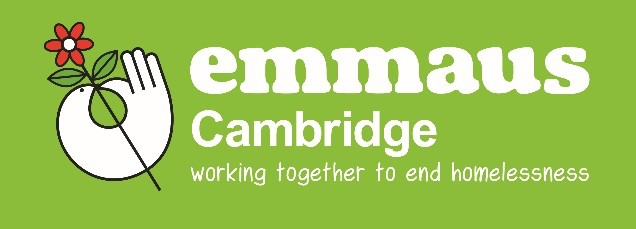 emmaus
Cambridge
working together to end homelessness